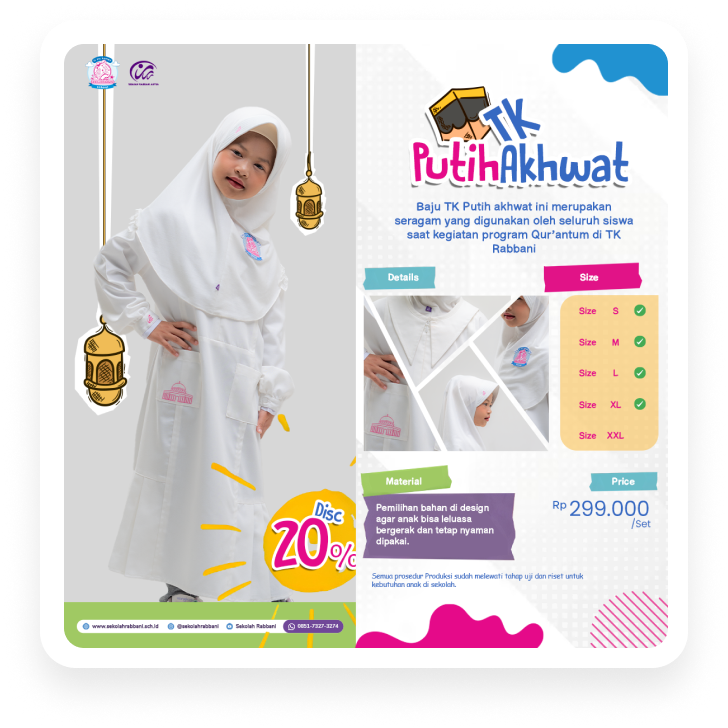 TK
PutihAkhwat
Baju TK Putih akhwat ini merupakan
seragam yang digunakan oleh seluruh siswa
saat kegiatan program Qur'antum di TK
Rabbani
Details
Size
Size S
Size M
Size L
Size XL
Size XXL
Material
Pemilihan bahan di design
agar anak bisa leluasa
bergerak dan tetap nyaman
dipakai.
Price
Rp 299.000
/Set
Semua prosedur Produksi sudah melewati tahap uji dan riset untuk
kebutuhan anak di sekolah.
Disc
20%
www.sekolahrabbani.sch.id
@sekolahrabbani
Sekolah Rabbani
0851-7327-3274